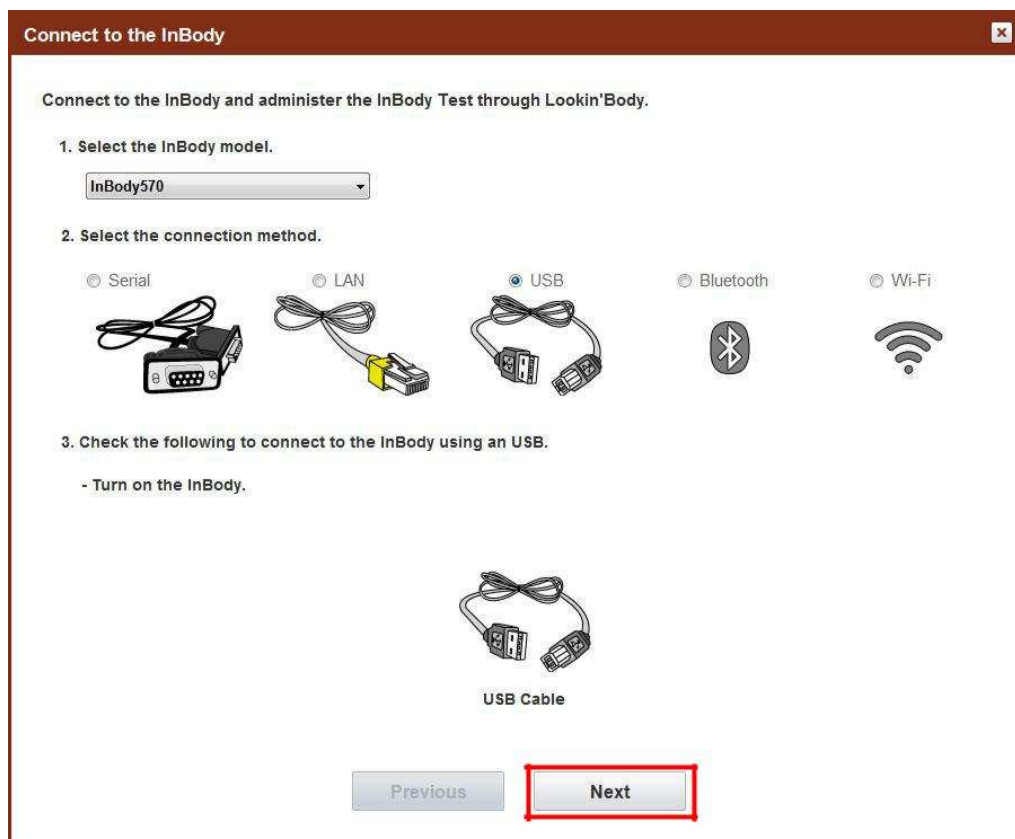 Connect to the InBody
Connect to the InBody and administer the InBody Test through Lookin'Body.
1. Select the InBody model.
InBody570
2. Select the connection method.
Serial LAN USB Bluetooth Wi-Fi
3. Check the following to connect to the InBody using an USB.
- Turn on the InBody.
USB Cable
Previous Next